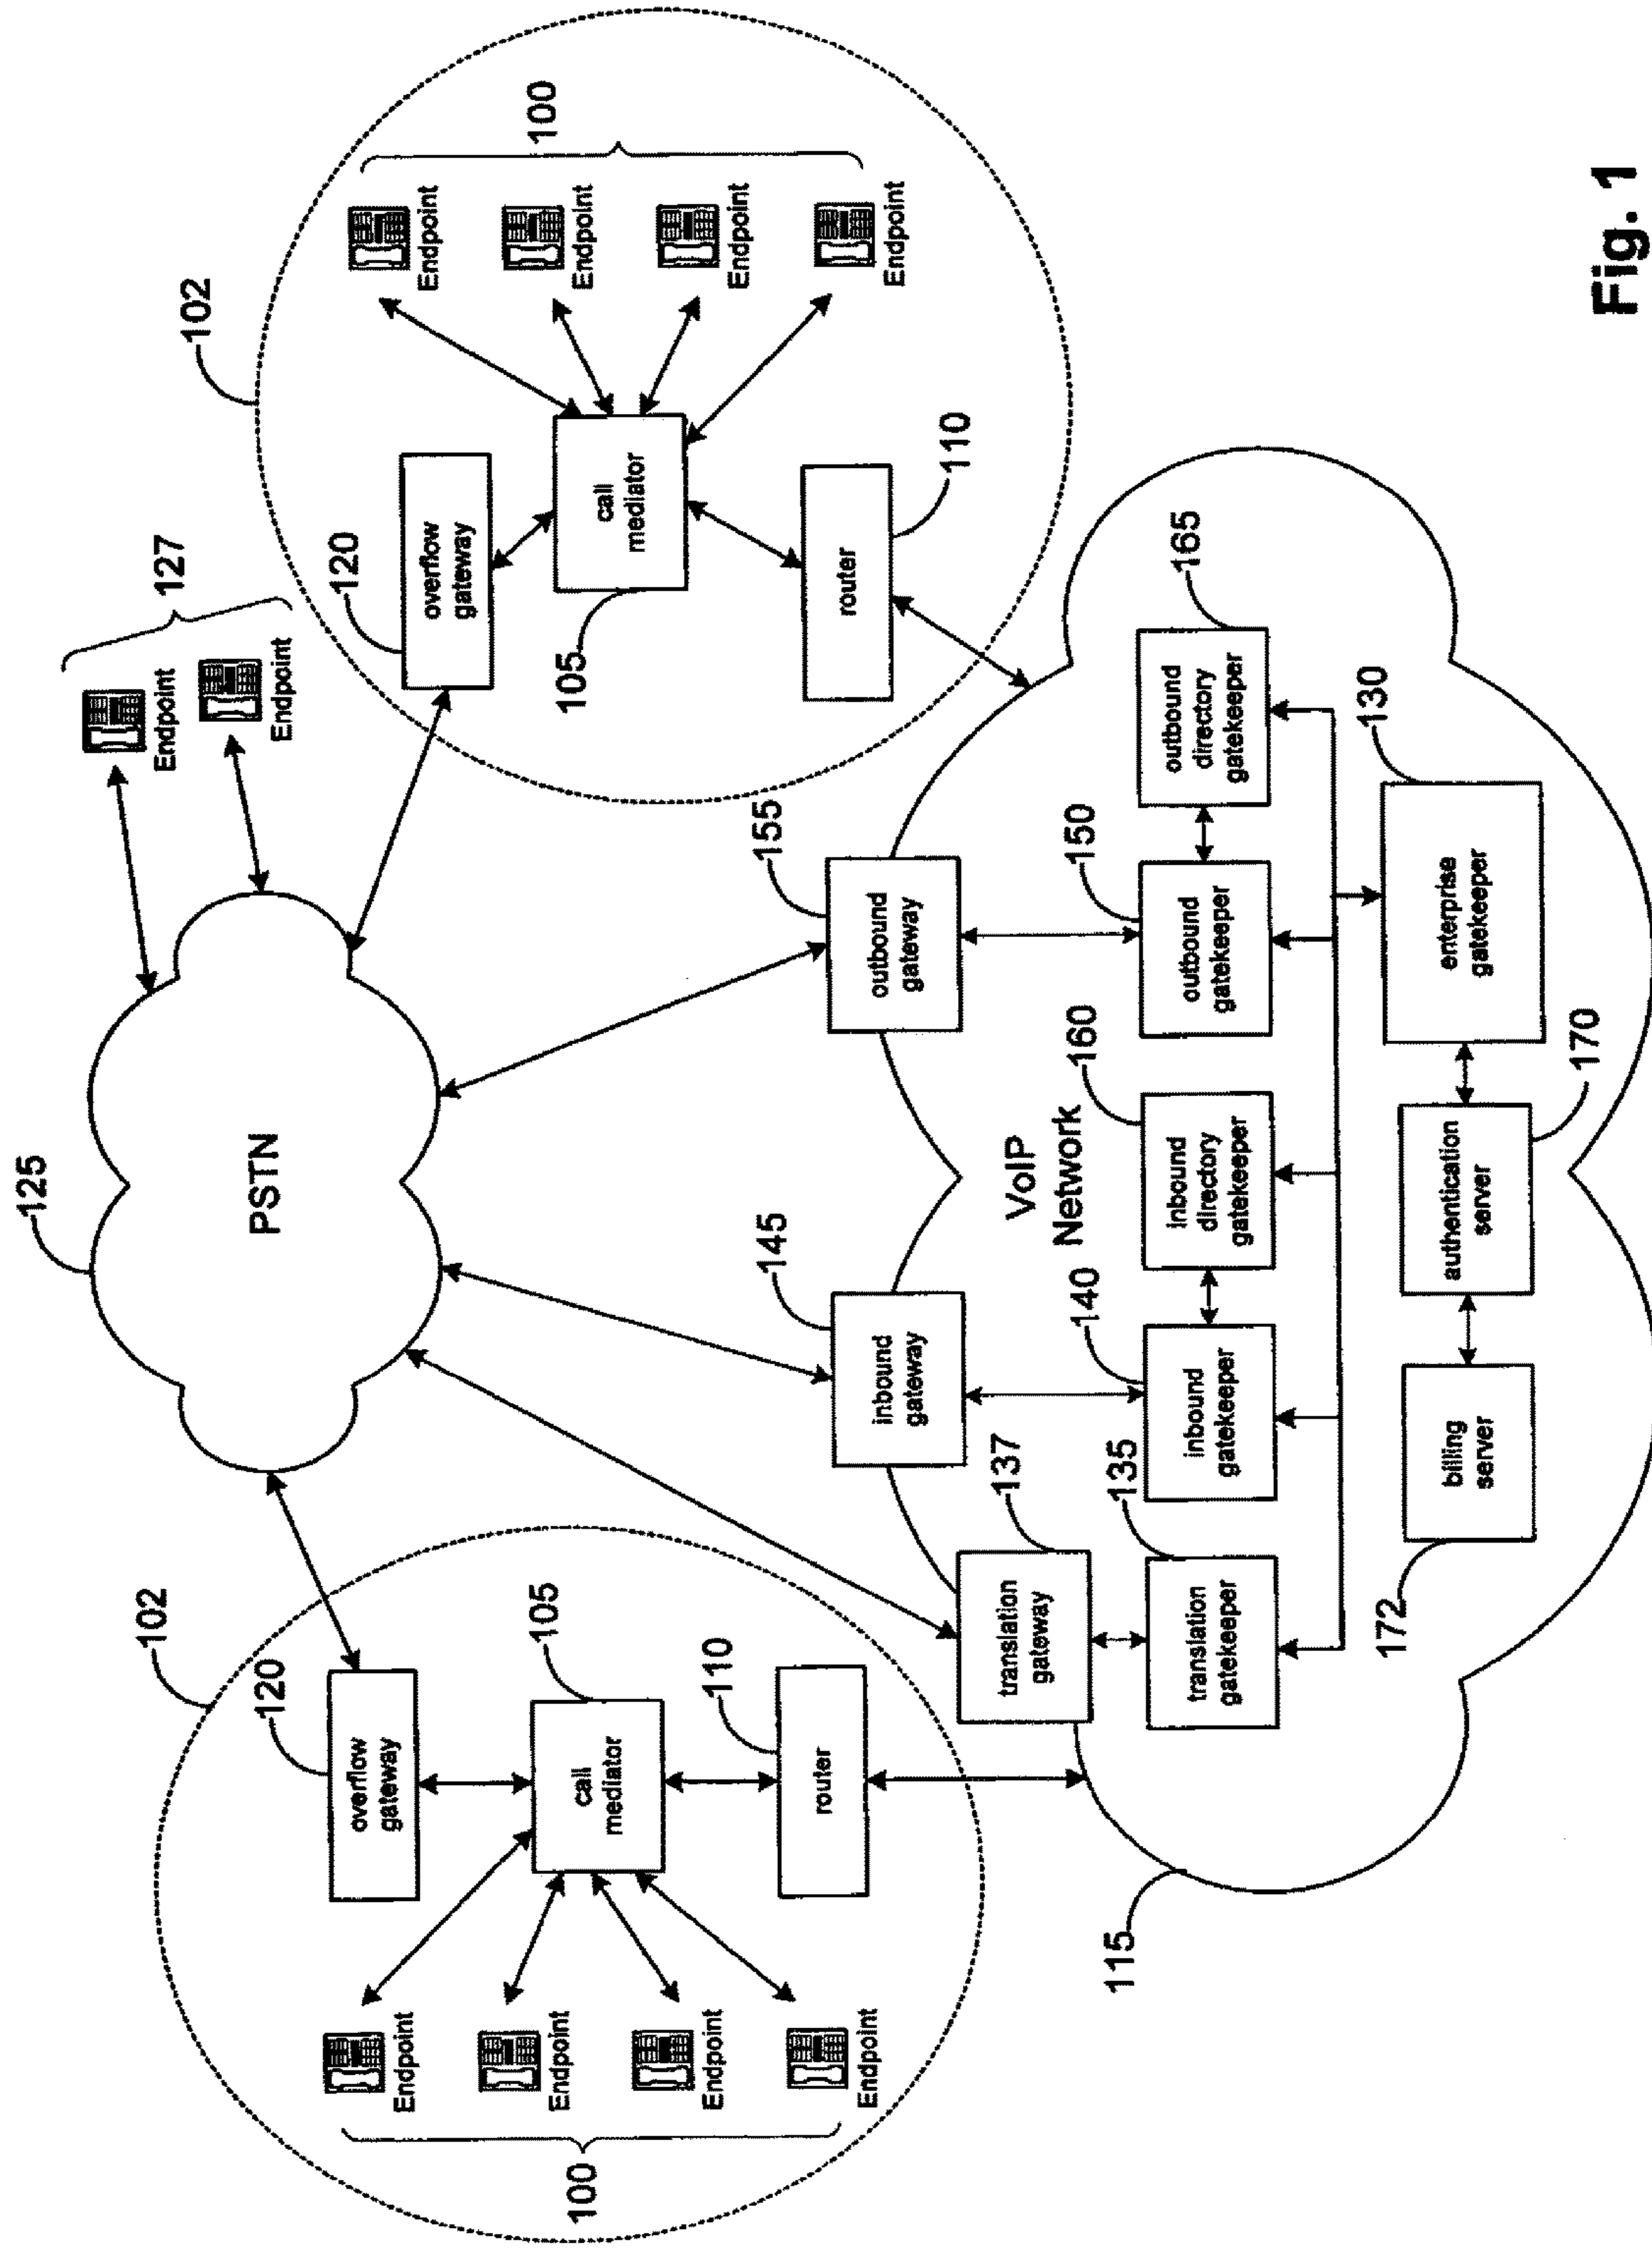 125
PSTN
127
Endpoint
Endpoint
102
120
overflow
gateway
105
call
mediator
110
router
Endpoint
Endpoint
Endpoint
Endpoint
100
102
120
overflow
gateway
105
call
mediator
110
router
Endpoint
Endpoint
Endpoint
Endpoint
100
137
translation
gateway
145
inbound
gateway
155
outbound
gateway
VoIP
Network
135
translation
gatekeeper
140
inbound
gatekeeper
160
inbound
directory
gatekeeper
150
outbound
gatekeeper
165
outbound
directory
gatekeeper
172
billing
server
authentication
server
170
130
enterprise
gatekeeper
115
Fig. 1